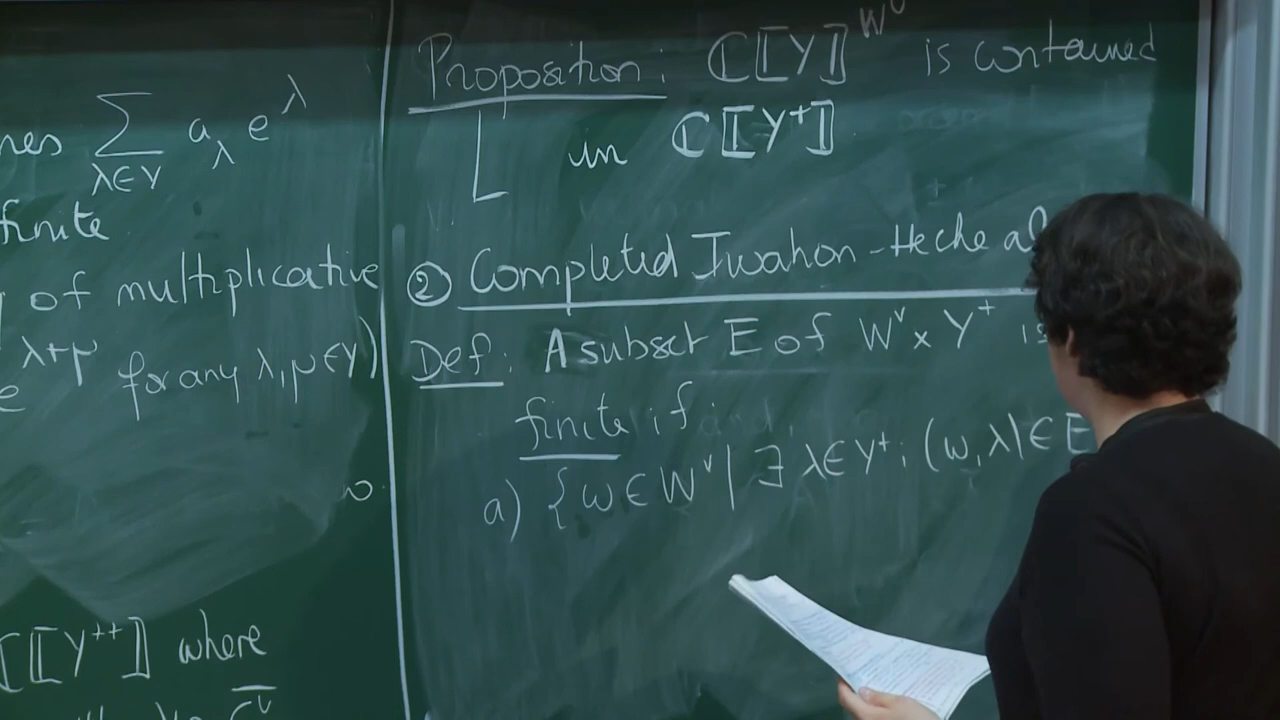 ∑ a_λ e^λ
λ∈Y
finite
of multiplicative
e^{λ+μ} for any λ, μ ∈ Y)
ℂ⟦Y⁺⁺⟧ where
Proposition: ℂ⟦Y⟧^{W^v} is contained
in ℂ⟦Y⁺⟧
② Completed Iwahori-Hecke al
Def: A subset E of W^v × Y⁺ is
finite if
a) {w ∈ W^v | ∃ λ ∈ Y⁺; (w, λ) ∈ E